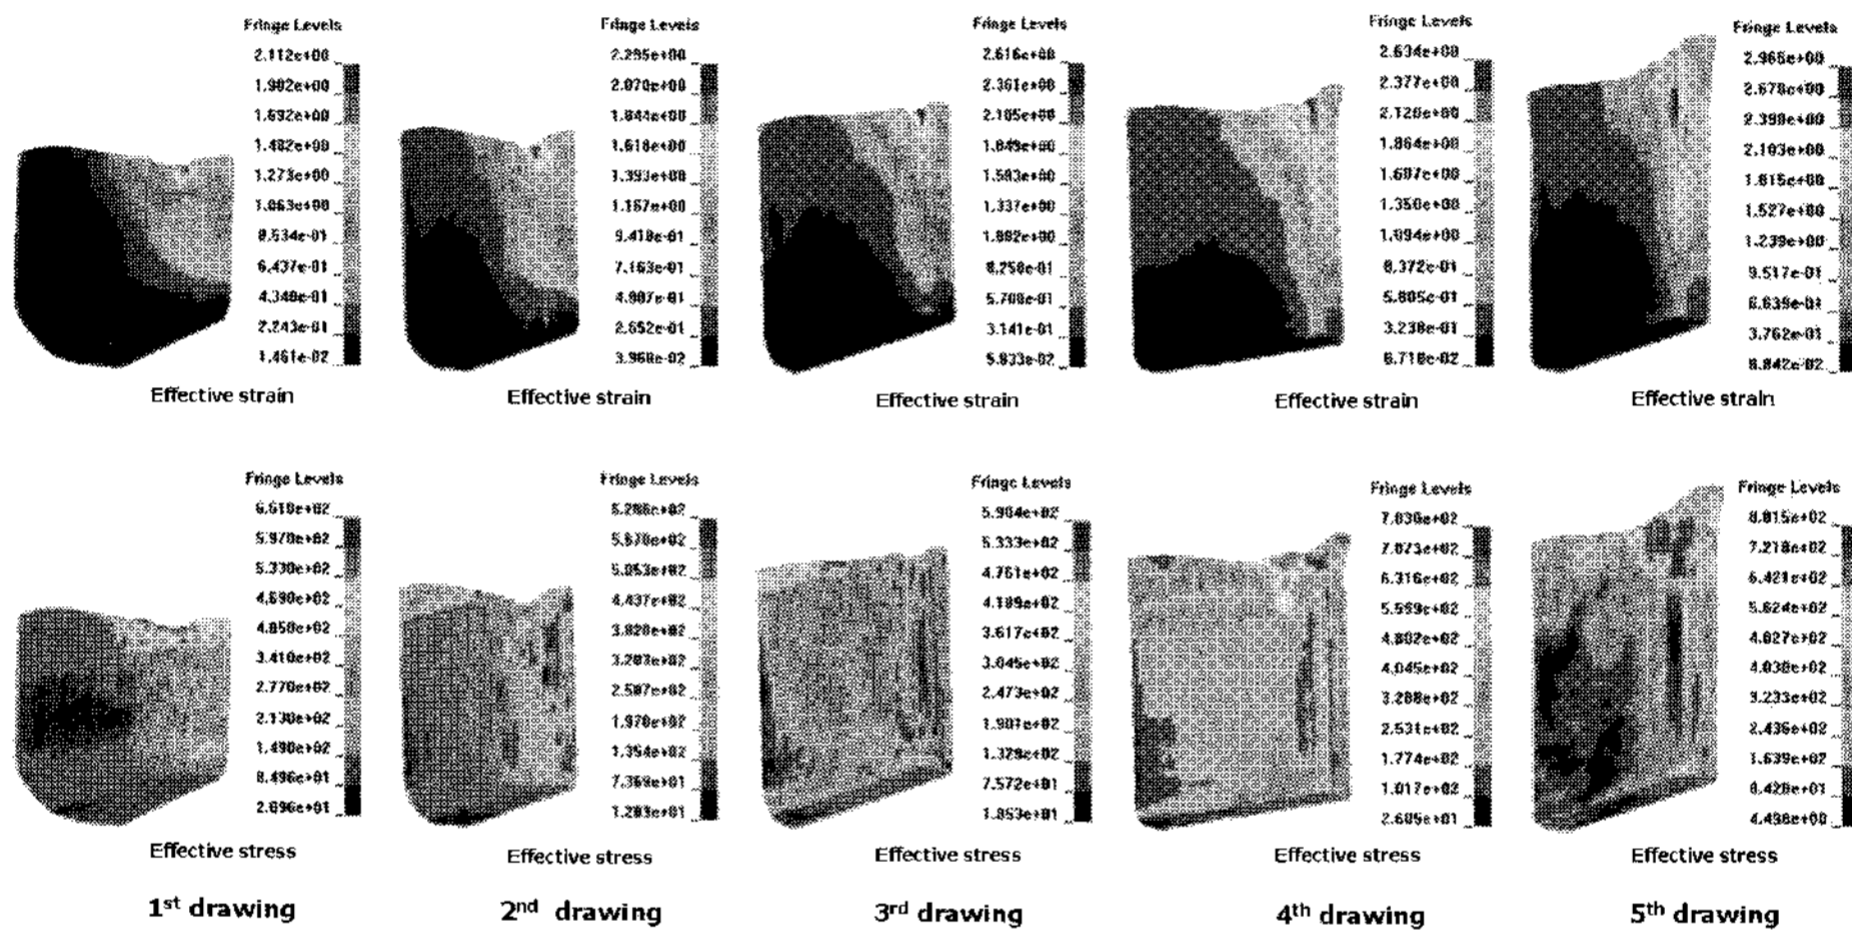 Fringe Levels
2.112e+00
1.902e+00
1.692e+00
1.482e+00
1.273e+00
1.063e+00
8.534e-01
6.437e-01
4.340e-01
2.243e-01
1.461e-02
Effective strain
Fringe Levels
2.295e+00
2.070e+00
1.844e+00
1.618e+00
1.393e+00
1.167e+00
9.418e-01
7.163e-01
4.907e-01
2.652e-01
3.968e-02
Effective strain
Fringe Levels
2.616e+00
2.361e+00
2.105e+00
1.849e+00
1.593e+00
1.337e+00
1.082e+00
8.258e-01
5.700e-01
3.141e-01
5.833e-02
Effective strain
Fringe Levels
2.634e+00
2.377e+00
2.120e+00
1.864e+00
1.607e+00
1.350e+00
1.094e+00
8.372e-01
5.805e-01
3.238e-01
6.710e-02
Effective strain
Fringe Levels
2.966e+00
2.678e+00
2.390e+00
2.103e+00
1.815e+00
1.527e+00
1.239e+00
9.517e-01
6.639e-01
3.762e-01
8.842e-02
Effective strain
Fringe Levels
6.610e+02
5.970e+02
5.330e+02
4.690e+02
4.050e+02
3.410e+02
2.770e+02
2.130e+02
1.490e+02
8.496e+01
2.096e+01
Effective stress
Fringe Levels
6.286e+02
5.670e+02
5.053e+02
4.437e+02
3.820e+02
3.203e+02
2.587e+02
1.970e+02
1.354e+02
7.369e+01
1.203e+01
Effective stress
Fringe Levels
5.904e+02
5.333e+02
4.761e+02
4.189e+02
3.617e+02
3.045e+02
2.473e+02
1.901e+02
1.329e+02
7.572e+01
1.853e+01
Effective stress
Fringe Levels
7.830e+02
7.073e+02
6.316e+02
5.559e+02
4.802e+02
4.045e+02
3.288e+02
2.531e+02
1.774e+02
1.017e+02
2.605e+01
Effective stress
Fringe Levels
8.015e+02
7.218e+02
6.421e+02
5.624e+02
4.827e+02
4.030e+02
3.233e+02
2.436e+02
1.639e+02
8.420e+01
4.498e+00
Effective stress
1st drawing
2nd drawing
3rd drawing
4th drawing
5th drawing